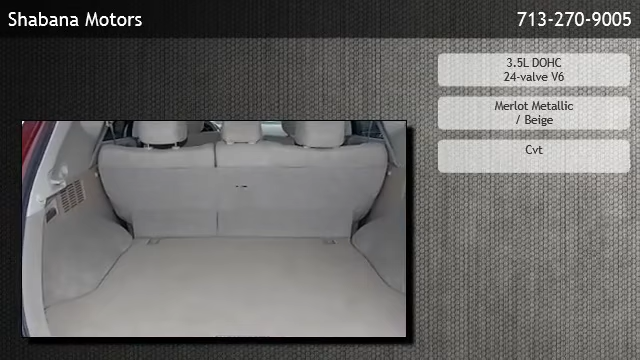 Shabana Motors
713-270-9005
3.5L DOHC
24-valve V6
Merlot Metallic
/ Beige
Cvt